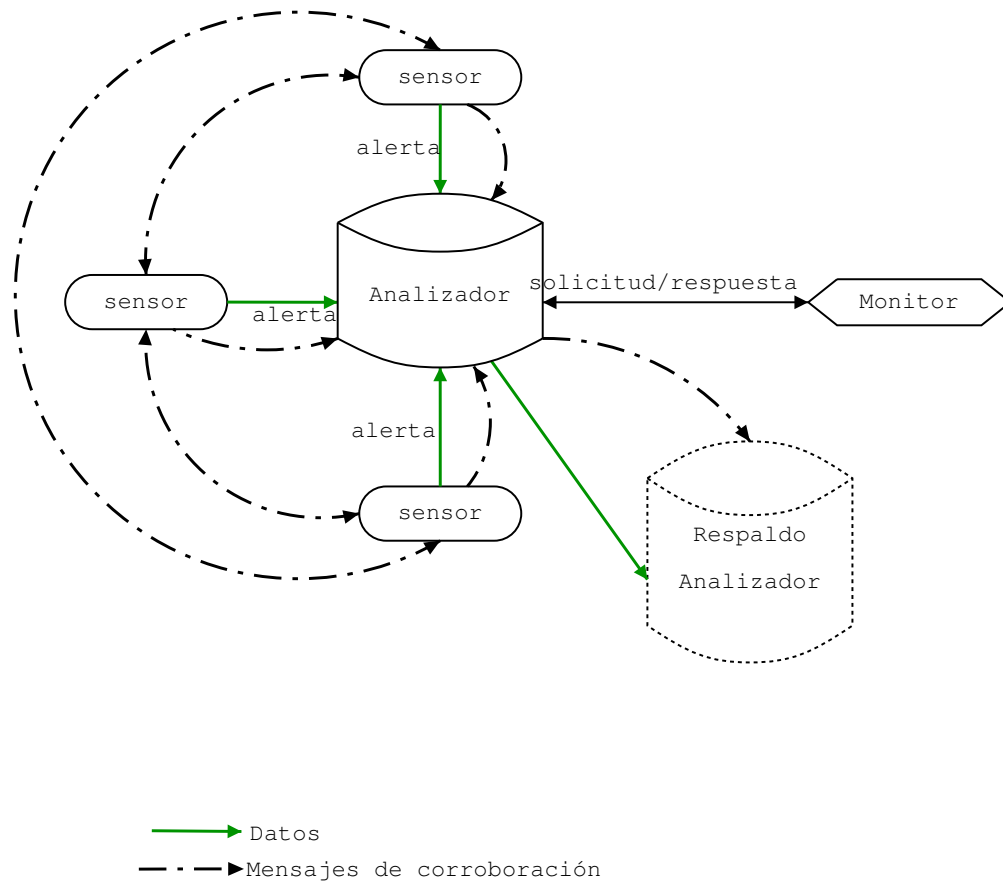 sensor
alerta
solicitud/respuesta
Analizador
Monitor
sensor
alerta
alerta
sensor
Respaldo
Analizador
Datos
Mensajes de corroboración